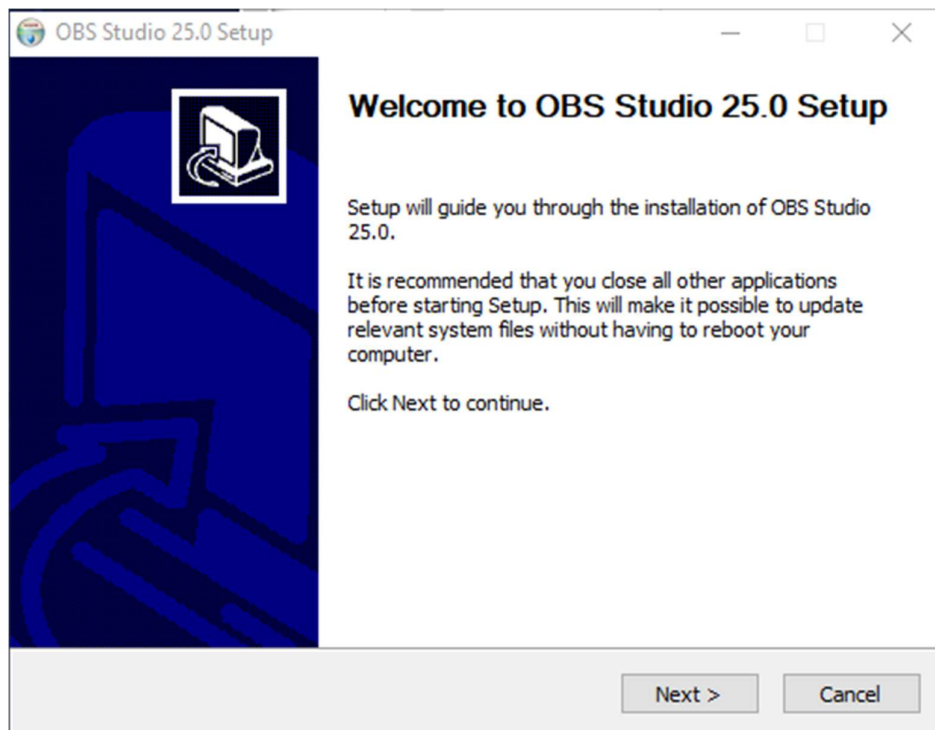 OBS Studio 25.0 Setup
Welcome to OBS Studio 25.0 Setup
Setup will guide you through the installation of OBS Studio
25.0.
It is recommended that you close all other applications
before starting Setup. This will make it possible to update
relevant system files without having to reboot your
computer.
Click Next to continue.
Next >
Cancel